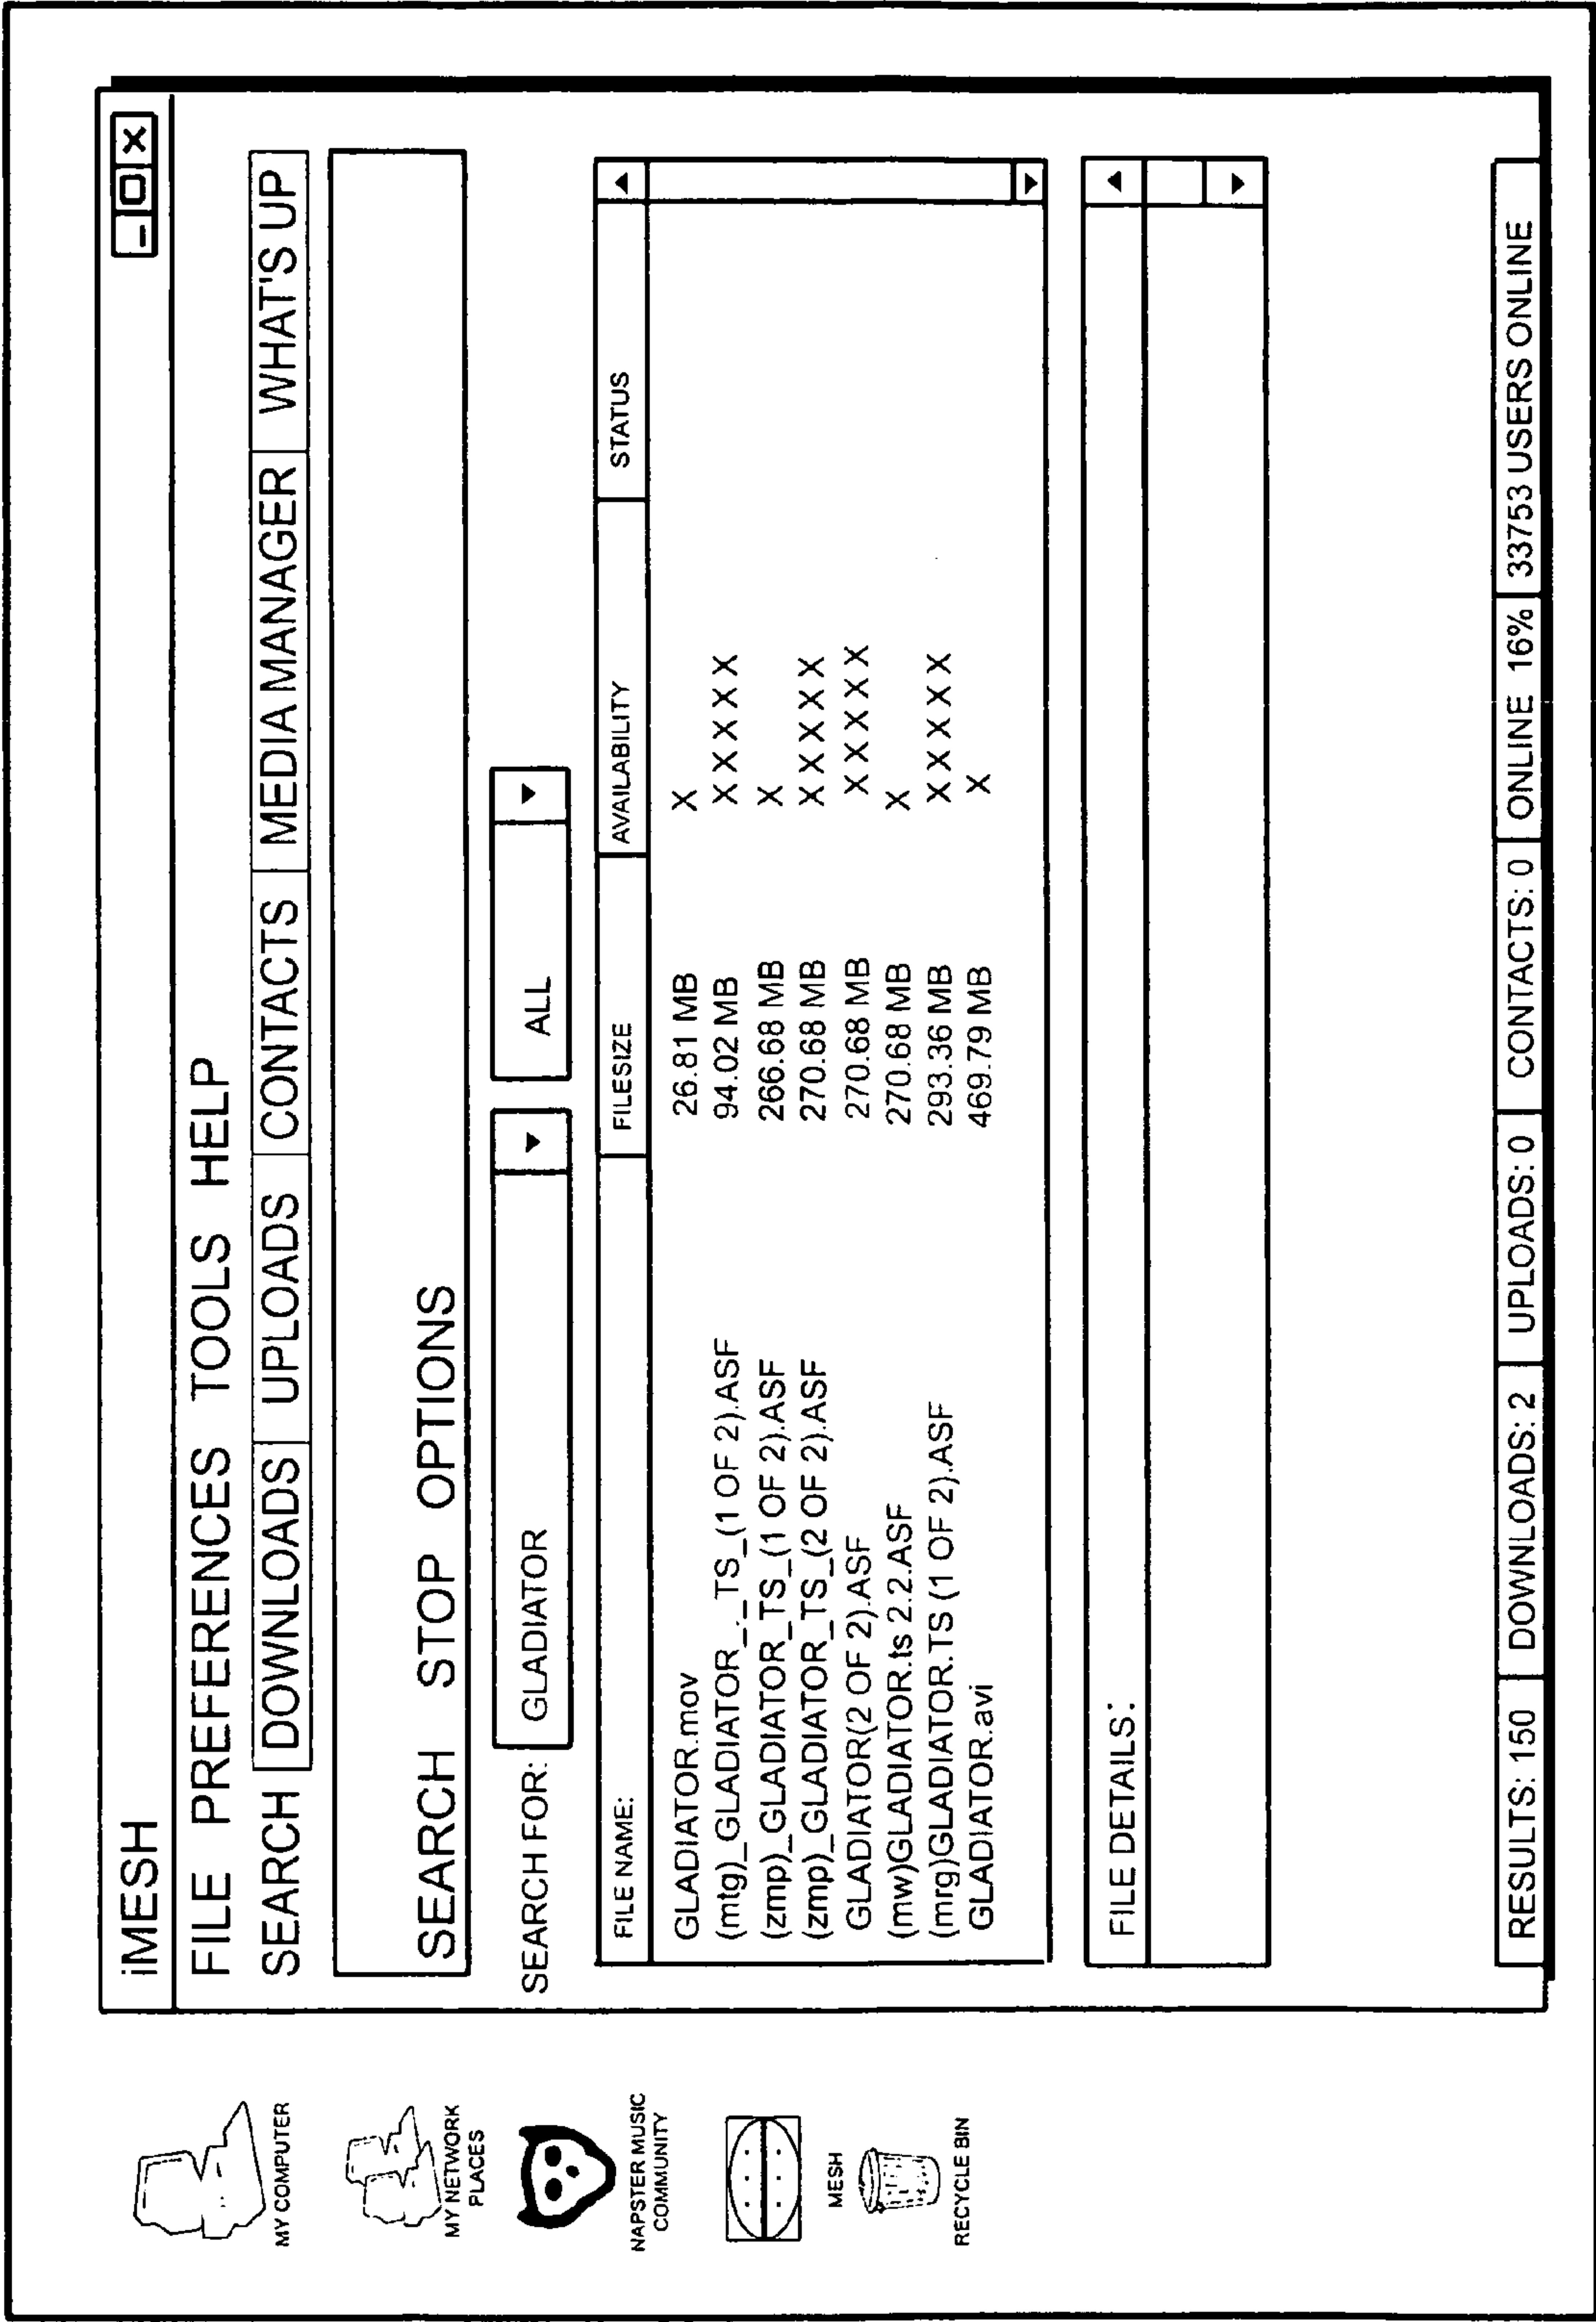 iMESH
FILE PREFERENCES TOOLS HELP
SEARCH DOWNLOADS UPLOADS CONTACTS MEDIA MANAGER WHAT'S UP
SEARCH STOP OPTIONS
SEARCH FOR: GLADIATOR ALL
FILE NAME: FILESIZE AVAILABILITY STATUS
GLADIATOR.mov 26.81 MB X
(mtg)_GLADIATOR_._TS_(1 OF 2).ASF 94.02 MB X X X X X
(zmp)_GLADIATOR_TS_(1 OF 2).ASF 266.68 MB X
(zmp)_GLADIATOR_TS_(2 OF 2).ASF 270.68 MB X X X X X
GLADIATOR(2 OF 2).ASF 270.68 MB X X X X X
(mw)GLADIATOR.ts 2.2.ASF 270.68 MB X
(mrg)GLADIATOR.TS (1 OF 2).ASF 293.36 MB X X X X X
GLADIATOR.avi 469.79 MB X
FILE DETAILS:
RESULTS: 150 DOWNLOADS: 2 UPLOADS: 0 CONTACTS: 0 ONLINE 16% 33753 USERS ONLINE
MY COMPUTER
MY NETWORK
PLACES
NAPSTER MUSIC
COMMUNITY
MESH
RECYCLE BIN